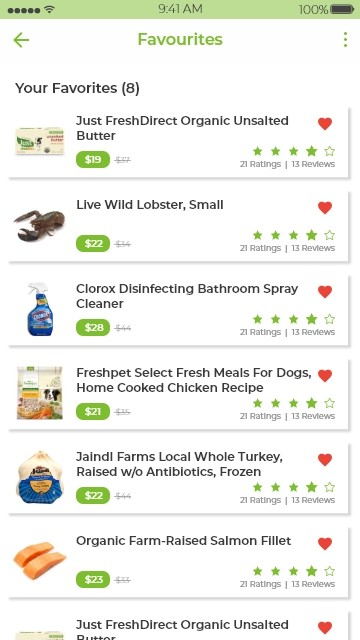 9:41 AM
100%
Favourites
Your Favorites (8)
Just FreshDirect Organic Unsalted
Butter
$19 $37
21 Ratings | 13 Reviews
Live Wild Lobster, Small
$22 $34
21 Ratings | 13 Reviews
Clorox Disinfecting Bathroom Spray
Cleaner
$28 $44
21 Ratings | 13 Reviews
Freshpet Select Fresh Meals For Dogs,
Home Cooked Chicken Recipe
$21 $35
21 Ratings | 13 Reviews
Jaindl Farms Local Whole Turkey,
Raised w/o Antibiotics, Frozen
$22 $44
21 Ratings | 13 Reviews
Organic Farm-Raised Salmon Fillet
$23 $33
21 Ratings | 13 Reviews
Just FreshDirect Organic Unsalted
Butter